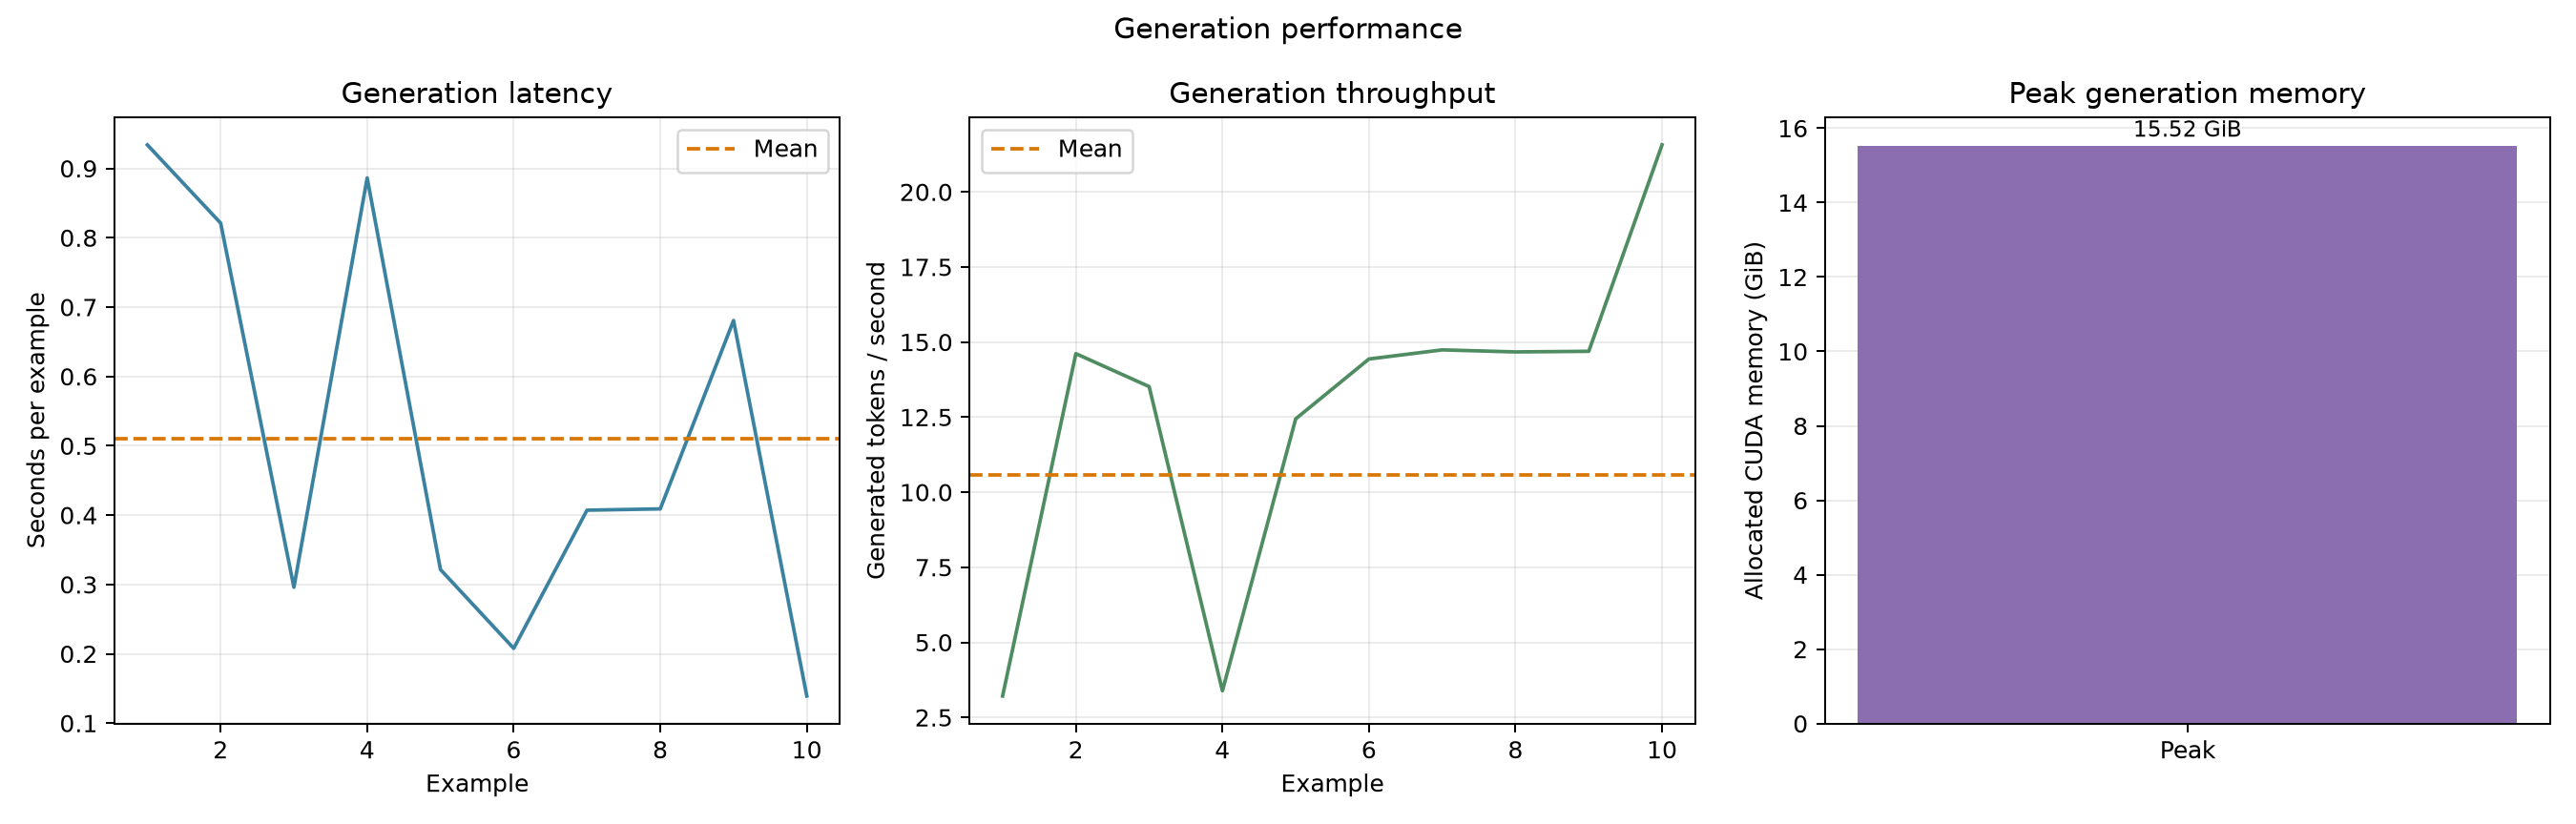 Generation performance
Generation latency
Seconds per example
0.9
0.8
0.7
0.6
0.5
0.4
0.3
0.2
0.1
2 4 6 8 10
Example
Mean
Generation throughput
Generated tokens / second
20.0
17.5
15.0
12.5
10.0
7.5
5.0
2.5
2 4 6 8 10
Example
Mean
Peak generation memory
Allocated CUDA memory (GiB)
16
14
12
10
8
6
4
2
0
15.52 GiB
Peak